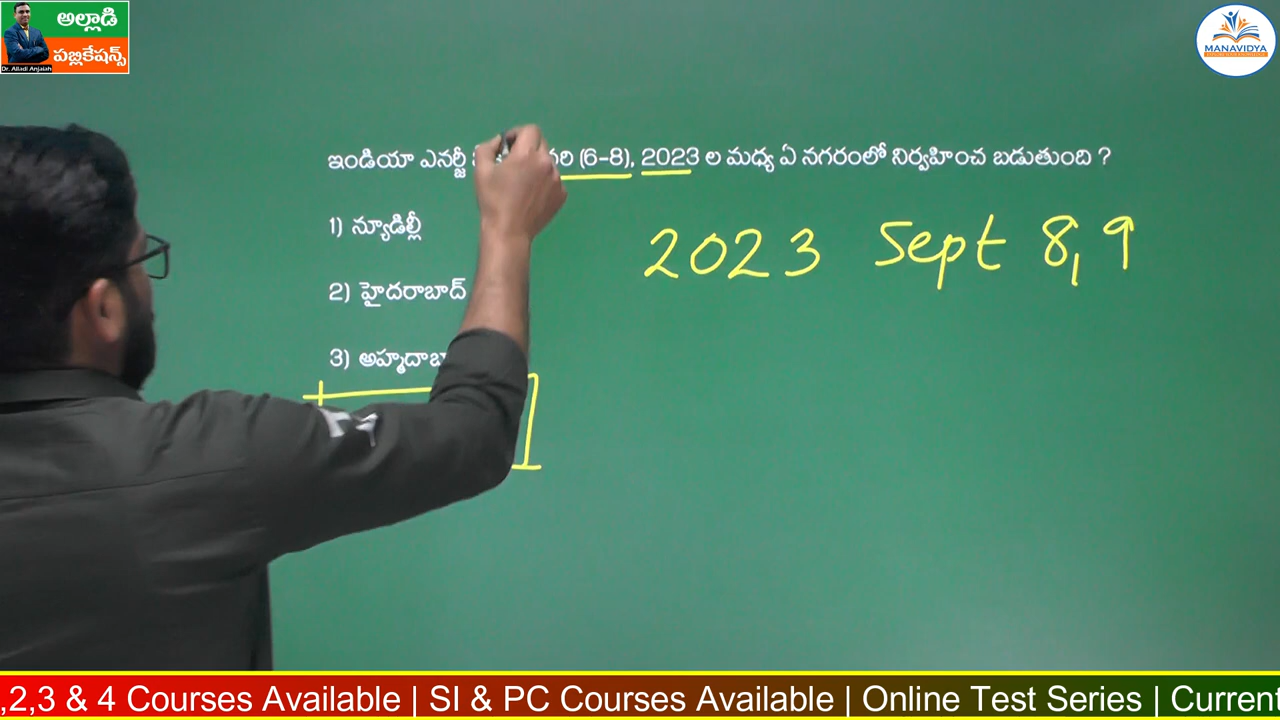 అల్లాడి
పబ్లికేషన్స్
Dr. Alladi Anjaiah
MANAVIDYA
ఇండియా ఎనర్జీ (6-8), 2023 ల మధ్య ఏ నగరంలో నిర్వహించ బడుతుంది ?
1) న్యూఢిల్లీ
2023 Sept 8, 9
2) హైదరాబాద్
3)
,2,3 & 4 Courses Available | SI & PC Courses Available | Online Test Series | Current